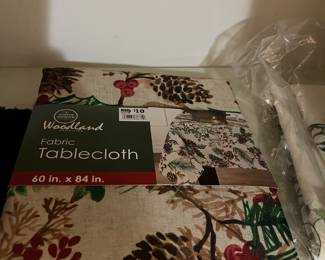 $10
Woodland
Fabric
Tablecloth
60 in. x 84 in.